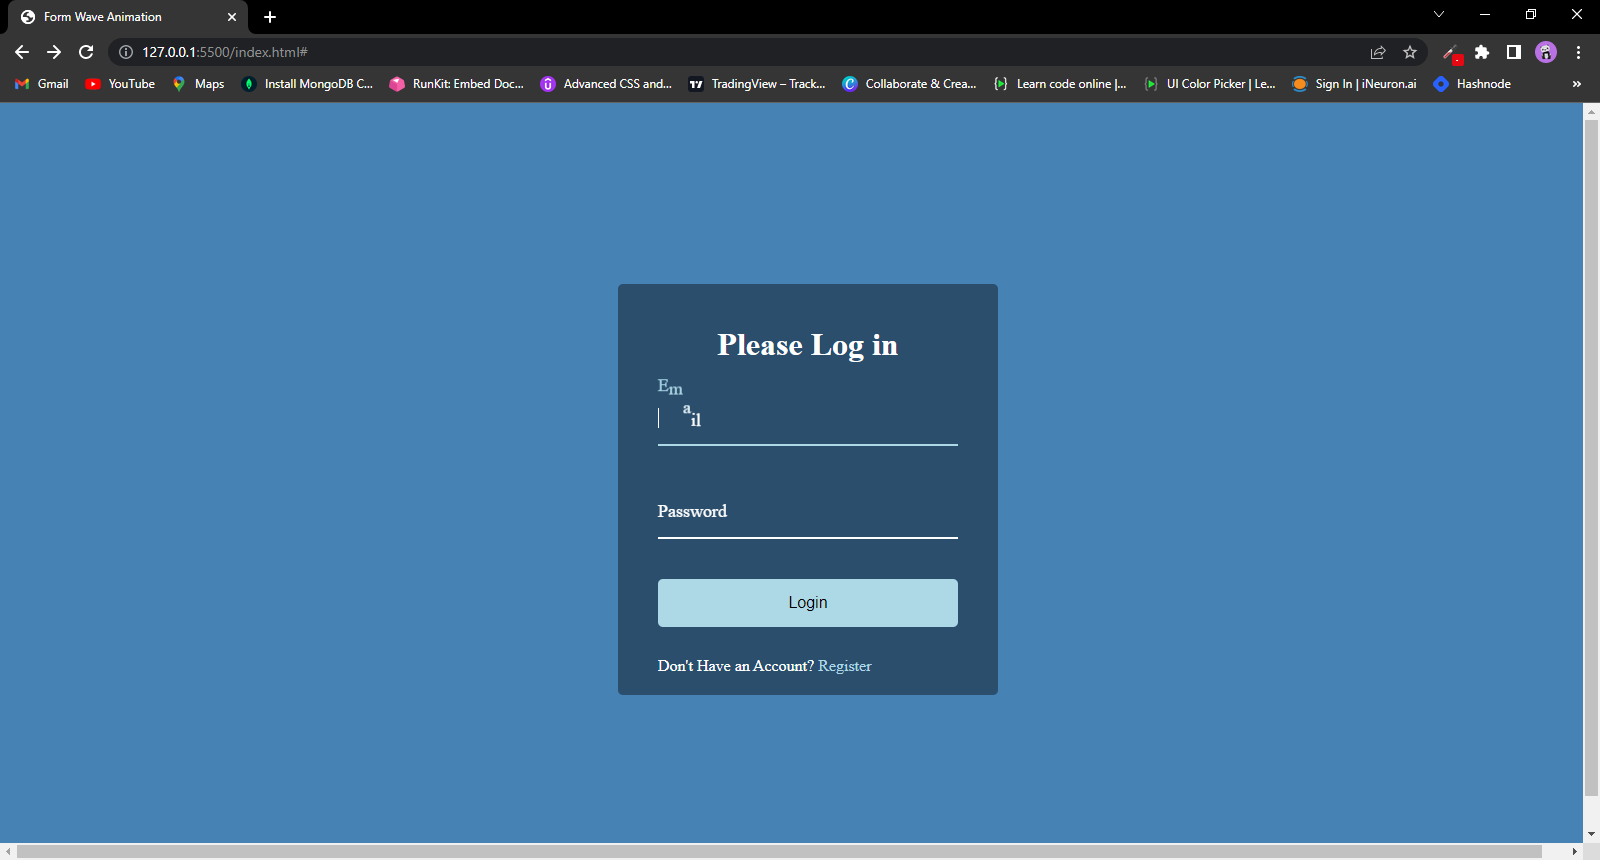 Form Wave Animation
127.0.0.1:5500/index.html#
Gmail YouTube Maps Install MongoDB C... RunKit: Embed Doc... Advanced CSS and... TradingView – Track... Collaborate & Crea... Learn code online |... UI Color Picker | Le... Sign In | iNeuron.ai Hashnode »
Please Log in
Email
Password
Login
Don't Have an Account? Register